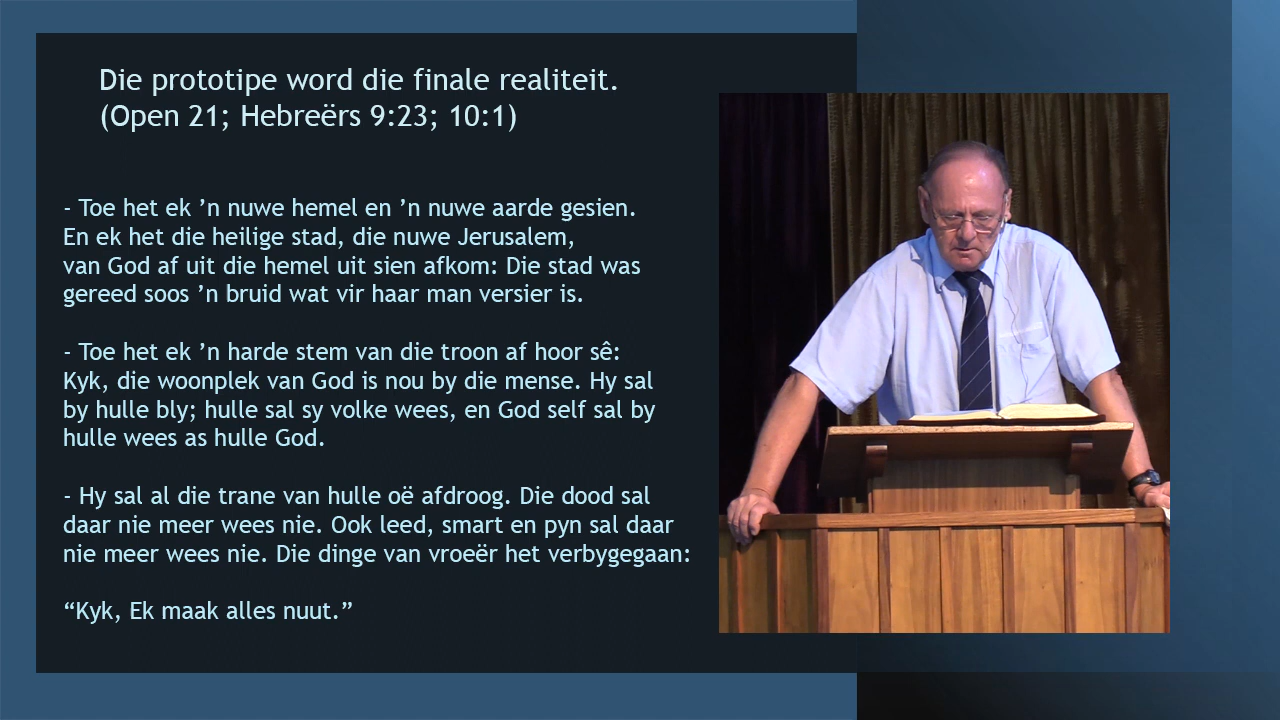 Die prototipe word die finale realiteit.
(Open 21; Hebreërs 9:23; 10:1)
- Toe het ek ’n nuwe hemel en ’n nuwe aarde gesien.
En ek het die heilige stad, die nuwe Jerusalem,
van God af uit die hemel uit sien afkom: Die stad was
gereed soos ’n bruid wat vir haar man versier is.
- Toe het ek ’n harde stem van die troon af hoor sê:
Kyk, die woonplek van God is nou by die mense. Hy sal
by hulle bly; hulle sal sy volke wees, en God self sal by
hulle wees as hulle God.
- Hy sal al die trane van hulle oë afdroog. Die dood sal
daar nie meer wees nie. Ook leed, smart en pyn sal daar
nie meer wees nie. Die dinge van vroeër het verbygegaan:
“Kyk, Ek maak alles nuut.”